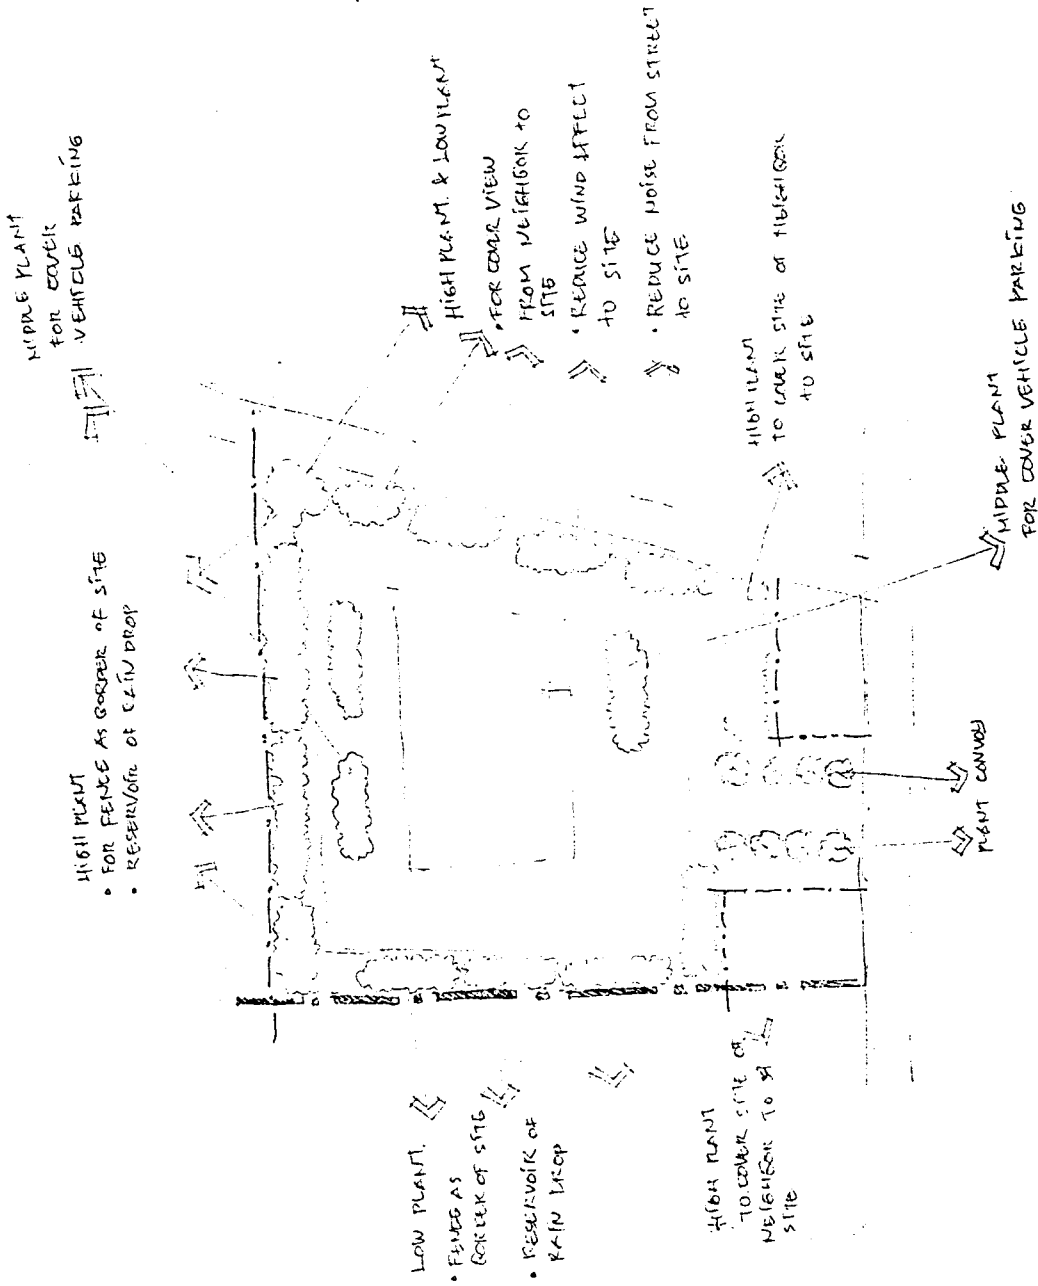 MIDDLE PLANT
FOR COVER
VEHICLE PARKING
HIGH PLANT
• FOR FENCE AS BORDER OF SITE
• RESERVOIR OF RAIN DROP
HIGH PLANT & LOW PLANT
• FOR COVER VIEW
FROM NEIGHBOR TO
SITE
• REDUCE WIND EFFECT
TO SITE
• REDUCE NOISE FROM STREET
TO SITE
HIGH PLANT
TO COVER SITE OF NEIGHBOR
TO SITE
MIDDLE PLANT
FOR COVER VEHICLE PARKING
PLANT CONVOY
LOW PLANT.
• FENCE AS
BORDER OF SITE
• RESERVOIR OF
RAIN DROP
HIGH PLANT
TO COVER SITE OF
NEIGHBOR TO
SITE